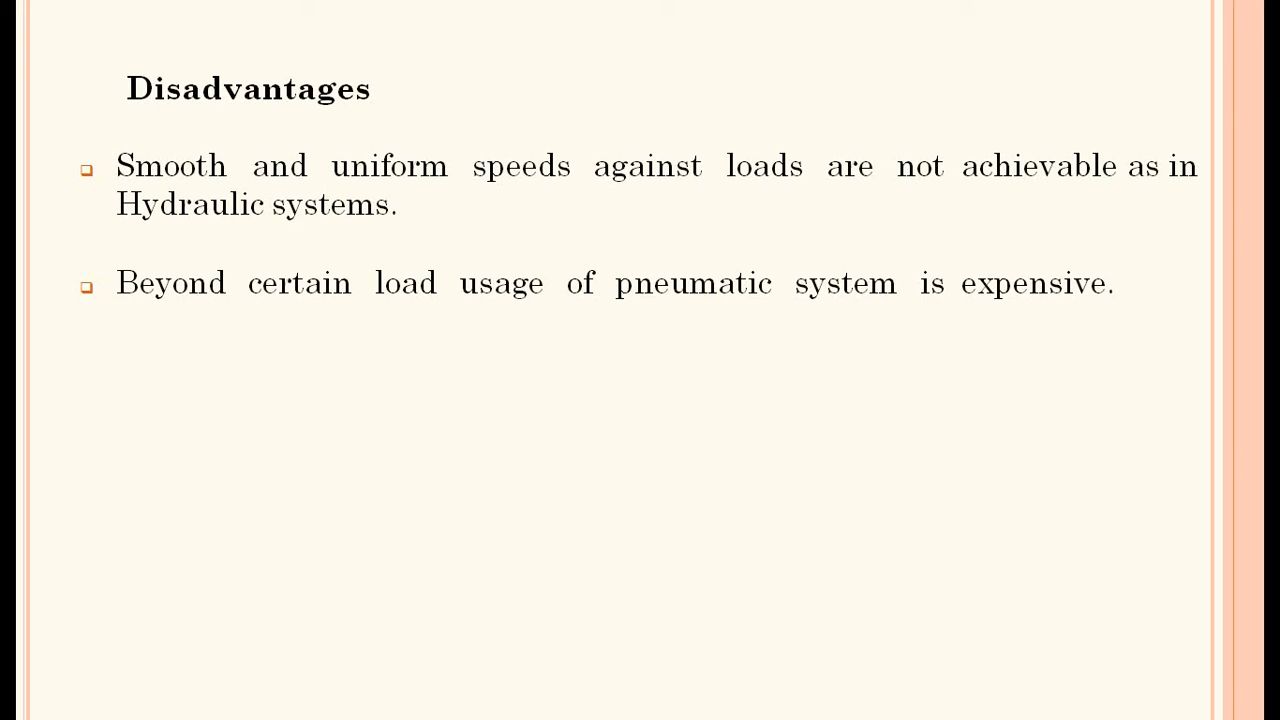 Disadvantages
Smooth and uniform speeds against loads are not achievable as in
Hydraulic systems.
Beyond certain load usage of pneumatic system is expensive.